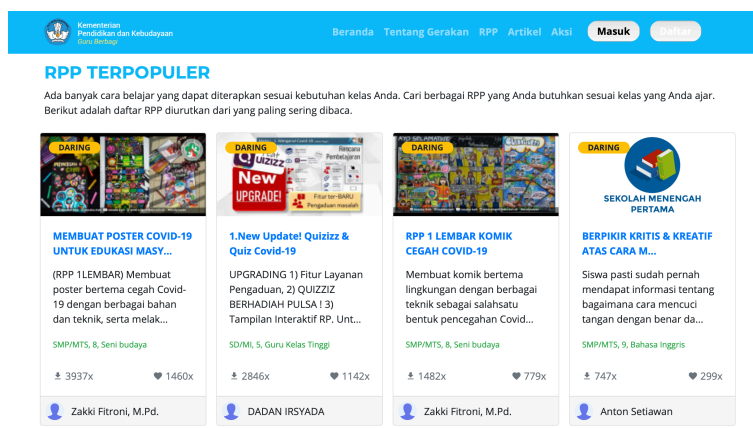 Kementerian
Pendidikan dan Kebudayaan
Guru Berbagi
Beranda Tentang Gerakan RPP Artikel Aksi Masuk Daftar
RPP TERPOPULER
Ada banyak cara belajar yang dapat diterapkan sesuai kebutuhan kelas Anda. Cari berbagai RPP yang Anda butuhkan sesuai kelas yang Anda ajar.
Berikut adalah daftar RPP diurutkan dari yang paling sering dibaca.
DARING
MEMBUAT POSTER COVID-19
UNTUK EDUKASI MASY...
(RPP 1LEMBAR) Membuat
poster bertema cegah Covid-
19 dengan berbagai bahan
dan teknik, serta melak...
SMP/MTS, 8, Seni budaya
3937x 1460x
Zakki Fitroni, M.Pd.
DARING
UIZIZZ
New
UPGRADE!
Rencana
Pembelajaran
Fitur ter-BARU
Pengaduan masalah
1.New Update! Quizizz &
Quiz Covid-19
UPGRADING 1) Fitur Layanan
Pengaduan, 2) QUIZZIZ
BERHADIAH PULSA ! 3)
Tampilan Interaktif RP. Unt...
SD/MI, 5, Guru Kelas Tinggi
2846x 1142x
DADAN IRSYADA
DARING
RPP 1 LEMBAR KOMIK
CEGAH COVID-19
Membuat komik bertema
lingkungan dengan berbagai
teknik sebagai salahsatu
bentuk pencegahan Covid...
SMP/MTS, 8, Seni budaya
1482x 779x
Zakki Fitroni, M.Pd.
DARING
SEKOLAH MENENGAH
PERTAMA
BERPIKIR KRITIS & KREATIF
ATAS CARA M...
Siswa pasti sudah pernah
mendapat informasi tentang
bagaimana cara mencuci
tangan dengan benar da...
SMP/MTS, 9, Bahasa Inggris
747x 299x
Anton Setiawan